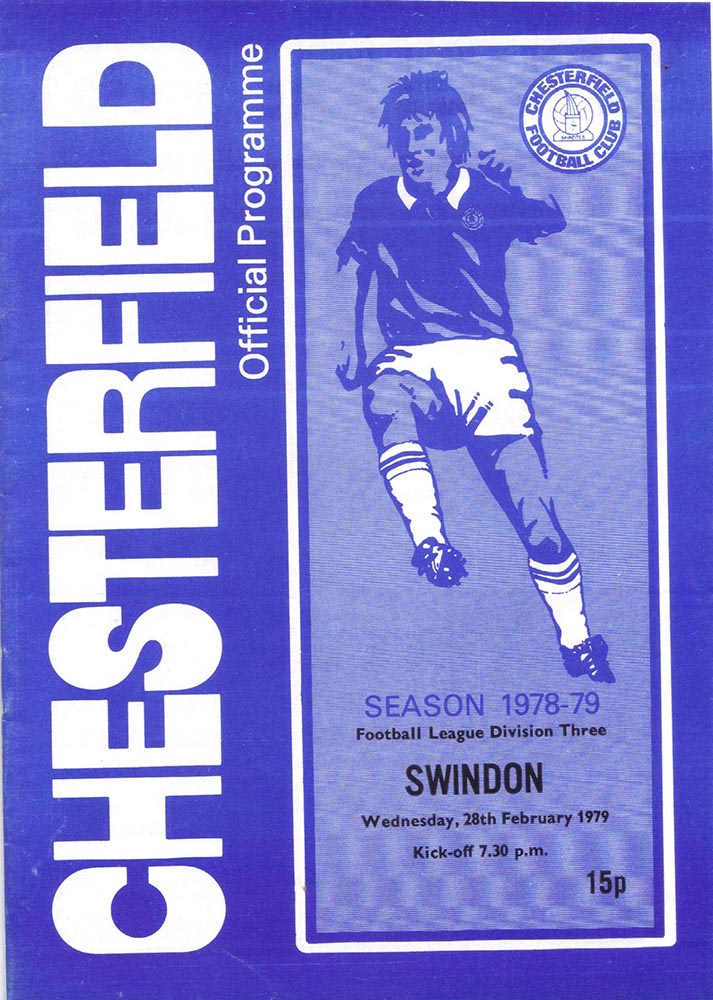 CHESTERFIELD
Official Programme
CHESTERFIELD
FOOTBALL CLUB
SEASON 1978-79
Football League Division Three
SWINDON
Wednesday, 28th February 1979
Kick-off 7.30 p.m.
15p